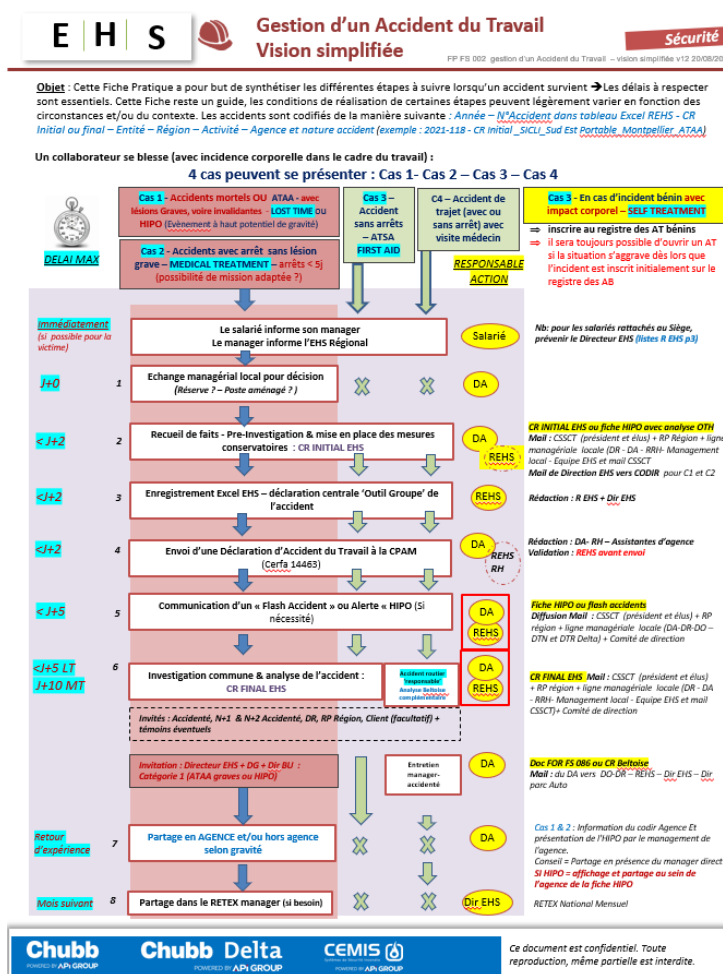 E H S
Gestion d'un Accident du Travail
Vision simplifiée
Sécurité
FP FS 002 gestion d'un Accident du Travail – vision simplifiée v12 20/08/20
Objet : Cette Fiche Pratique a pour but de synthétiser les différentes étapes à suivre lorsqu'un accident survient ➔Les délais à respecter
sont essentiels. Cette Fiche reste un guide, les conditions de réalisation de certaines étapes peuvent légèrement varier en fonction des
circonstances et/ou du contexte. Les accidents sont codifiés de la manière suivante : Année – N°Accident dans tableau Excel REHS - CR
Initial ou final – Entité – Région – Activité – Agence et nature accident (exemple : 2021-118 - CR Initial _SICLI_Sud Est Portable_Montpellier_ATAA)
Un collaborateur se blesse (avec incidence corporelle dans le cadre du travail) :
4 cas peuvent se présenter : Cas 1- Cas 2 – Cas 3 – Cas 4
DELAI MAX
Cas 1 - Accidents mortels OU ATAA - avec
lésions Graves, voire invalidantes - LOST TIME ou
HIPO (Evènement à haut potentiel de gravité)
Cas 2 - Accidents avec arrêt sans lésion
grave – MEDICAL TREATMENT – arrêts < 5j
(possibilité de mission adaptée ?)
Cas 3 –
Accident
sans arrêts –
ATSA
FIRST AID
C4 – Accident de
trajet (avec ou
sans arrêt) avec
visite médecin
RESPONSABLE
ACTION
Cas 3 - En cas d'incident bénin avec
impact corporel – SELF TREATMENT
⇒ inscrire au registre des AT bénins
⇒ il sera toujours possible d'ouvrir un AT
si la situation s'aggrave dès lors que
l'incident est inscrit initialement sur le
registre des AB
Immédiatement
(si possible pour la
victime)
Le salarié informe son manager
Le manager informe l'EHS Régional
Salarié
Nb: pour les salariés rattachés au Siège,
prévenir le Directeur EHS (listes R EHS p3)
J+0
1
Echange managérial local pour décision
(Réserve ? – Poste aménagé ? )
DA
< J+2
2
Recueil de faits - Pre-Investigation & mise en place des mesures
conservatoires : CR INITIAL EHS
DA
REHS
CR INITIAL EHS ou fiche HIPO avec analyse OTH
Mail : CSSCT (président et élus) + RP Région + ligne
managériale locale (DR - DA - RRH- Management
local - Equipe EHS et mail CSSCT
Mail de Direction EHS vers CODIR pour C1 et C2
<J+2
3
Enregistrement Excel EHS – déclaration centrale 'Outil Groupe' de
l'accident
REHS
Rédaction : R EHS + Dir EHS
<J+2
4
Envoi d'une Déclaration d'Accident du Travail à la CPAM
(Cerfa 14463)
DA
REHS
RH
Rédaction : DA- RH – Assistantes d'agence
Validation : REHS avant envoi
< J+5
5
Communication d'un « Flash Accident » ou Alerte « HIPO (Si
nécessité)
DA
REHS
Fiche HIPO ou flash accidents
Diffusion Mail : CSSCT (président et élus) + RP
région + ligne managériale locale (DA-DR-DO –
DTN et DTR Delta) + Comité de direction
<J+5 LT
J+10 MT
6
Investigation commune & analyse de l'accident :
CR FINAL EHS
Accident routier
'responsable'
Analyse Beltoise
complémentaire
DA
REHS
CR FINAL EHS Mail : CSSCT (président et élus)
+ RP région + ligne managériale locale (DR - DA
- RRH- Management local - Equipe EHS et mail
CSSCT)+ Comité de direction
Invités : Accidenté, N+1 & N+2 Accidenté, DR, RP Région, Client (facultatif) +
témoins éventuels
Invitation : Directeur EHS + DG + Dir BU :
Catégorie 1 (ATAA graves ou HIPO)
Entretien
manager-
accidenté
DA
Doc FOR FS 086 ou CR Beltoise
Mail : du DA vers DO-DR – REHS – Dir EHS – Dir
parc Auto
Retour
d'expérience
7
Partage en AGENCE et/ou hors agence
selon gravité
DA
Cas 1 & 2 : Information du codir Agence Et
présentation de l'HIPO par le management de
l'agence.
Conseil = Partage en présence du manager direct
SI HIPO = affichage et partage au sein de
l'agence de la fiche HIPO
Mois suivant
8
Partage dans le RETEX manager (si besoin)
Dir EHS
RETEX National Mensuel
Chubb
POWERED BY APi GROUP
Chubb Delta
POWERED BY APi GROUP
CEMIS
POWERED BY APi GROUP
Ce document est confidentiel. Toute
reproduction, même partielle est interdite.